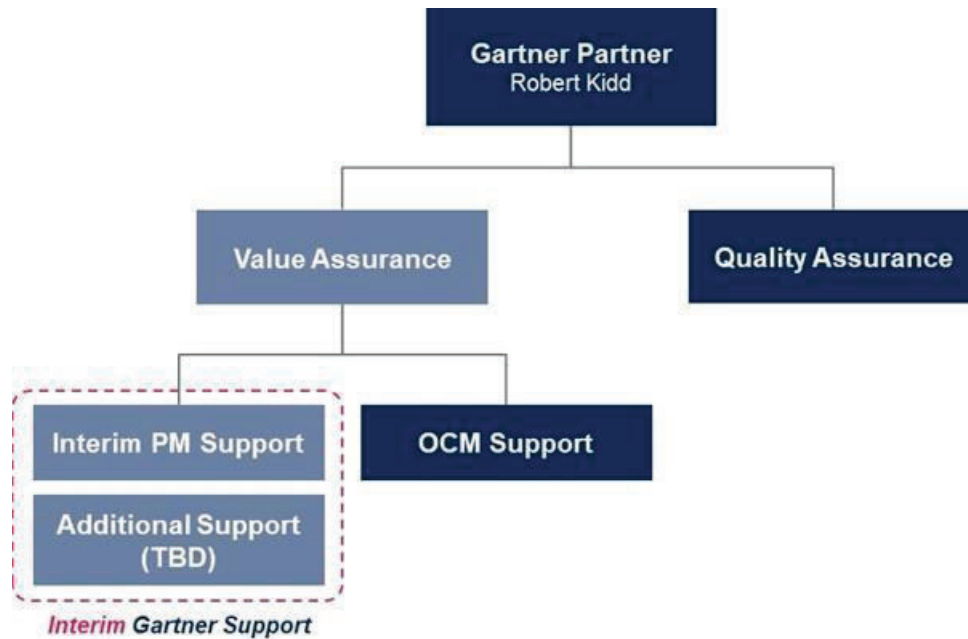 Gartner Partner
Robert Kidd
Value Assurance
Quality Assurance
Interim PM Support
OCM Support
Additional Support
(TBD)
Interim Gartner Support